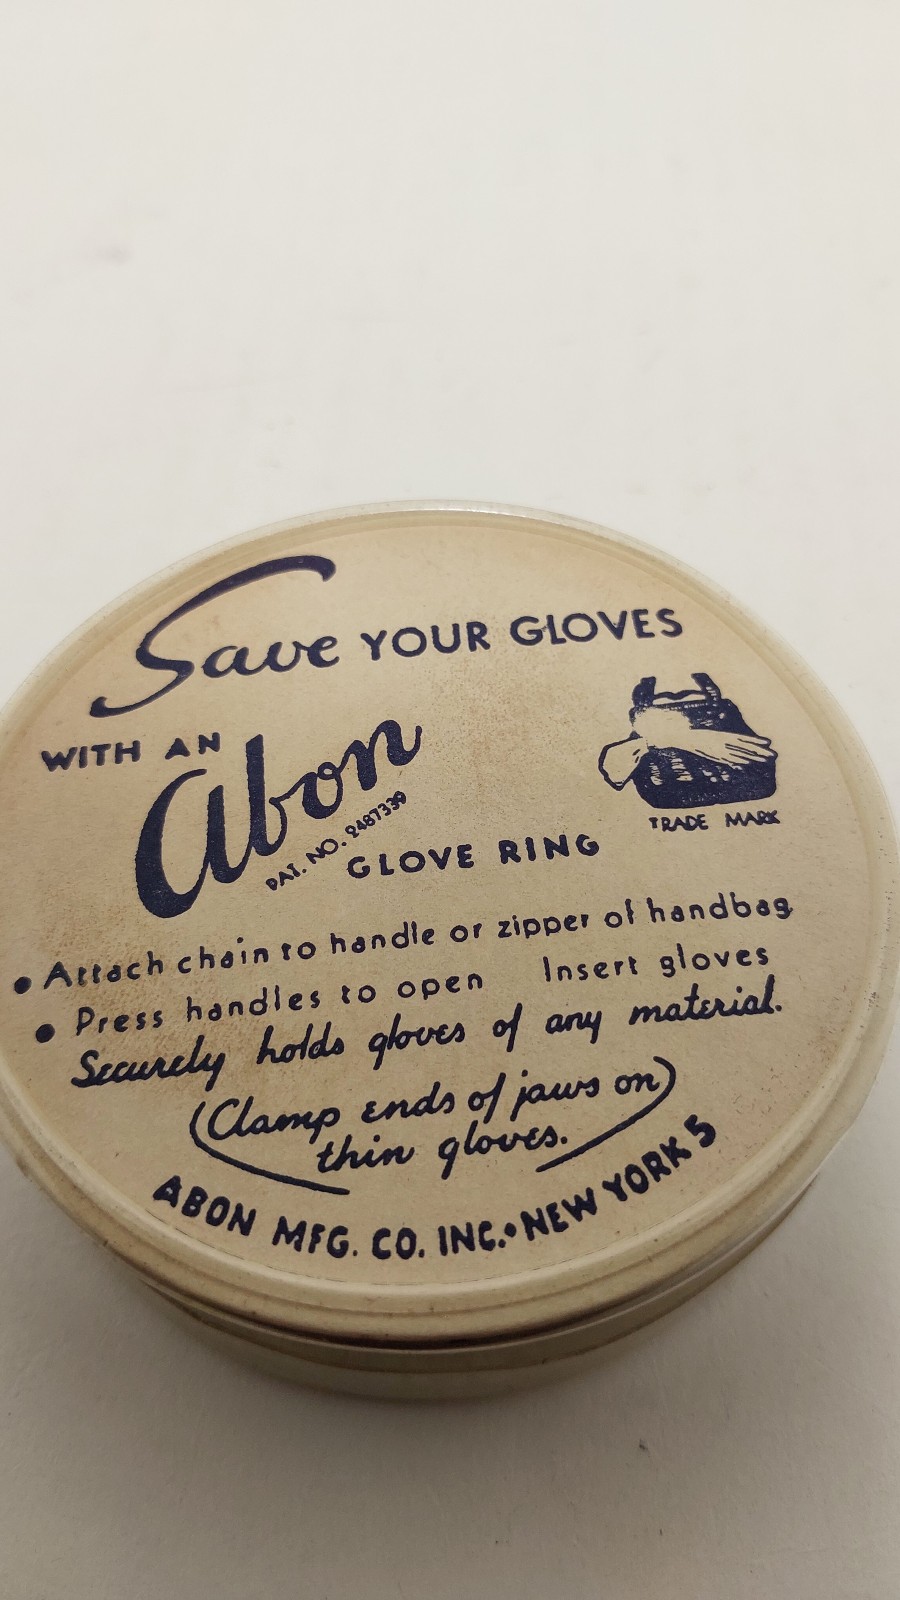 Save YOUR GLOVES
WITH AN Abon
PAT. NO. 2487339
GLOVE RING
TRADE MARK
• Attach chain to handle or zipper of handbag
• Press handles to open Insert gloves
Securely holds gloves of any material.
(Clamp ends of jaws on)
thin gloves.
ABON MFG. CO. INC. • NEW YORK 5